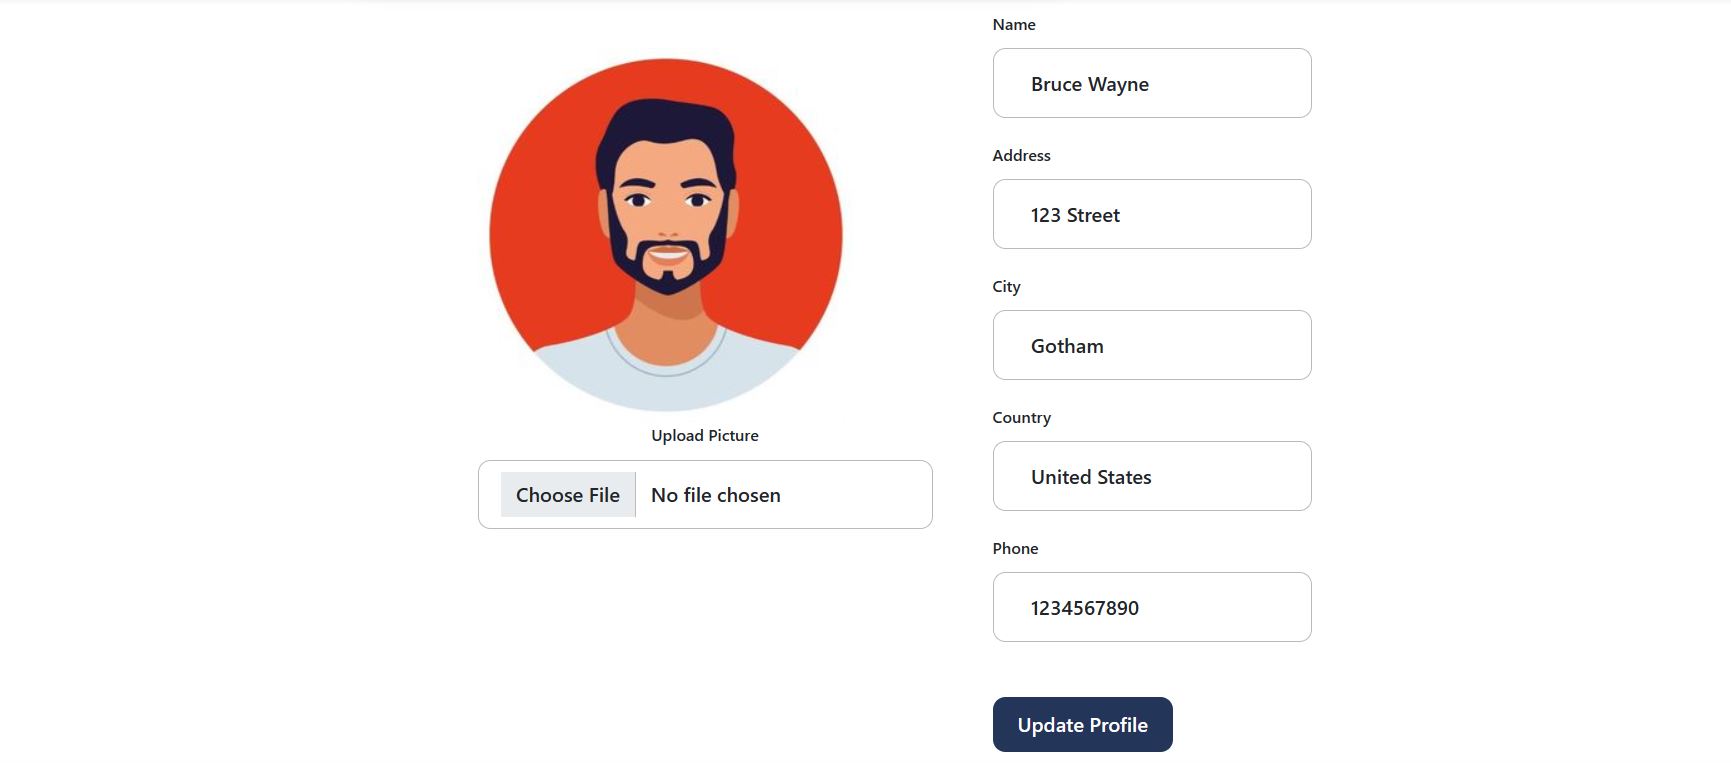 Name
Bruce Wayne
Address
123 Street
City
Gotham
Country
United States
Phone
1234567890
Update Profile
Upload Picture
Choose File No file chosen